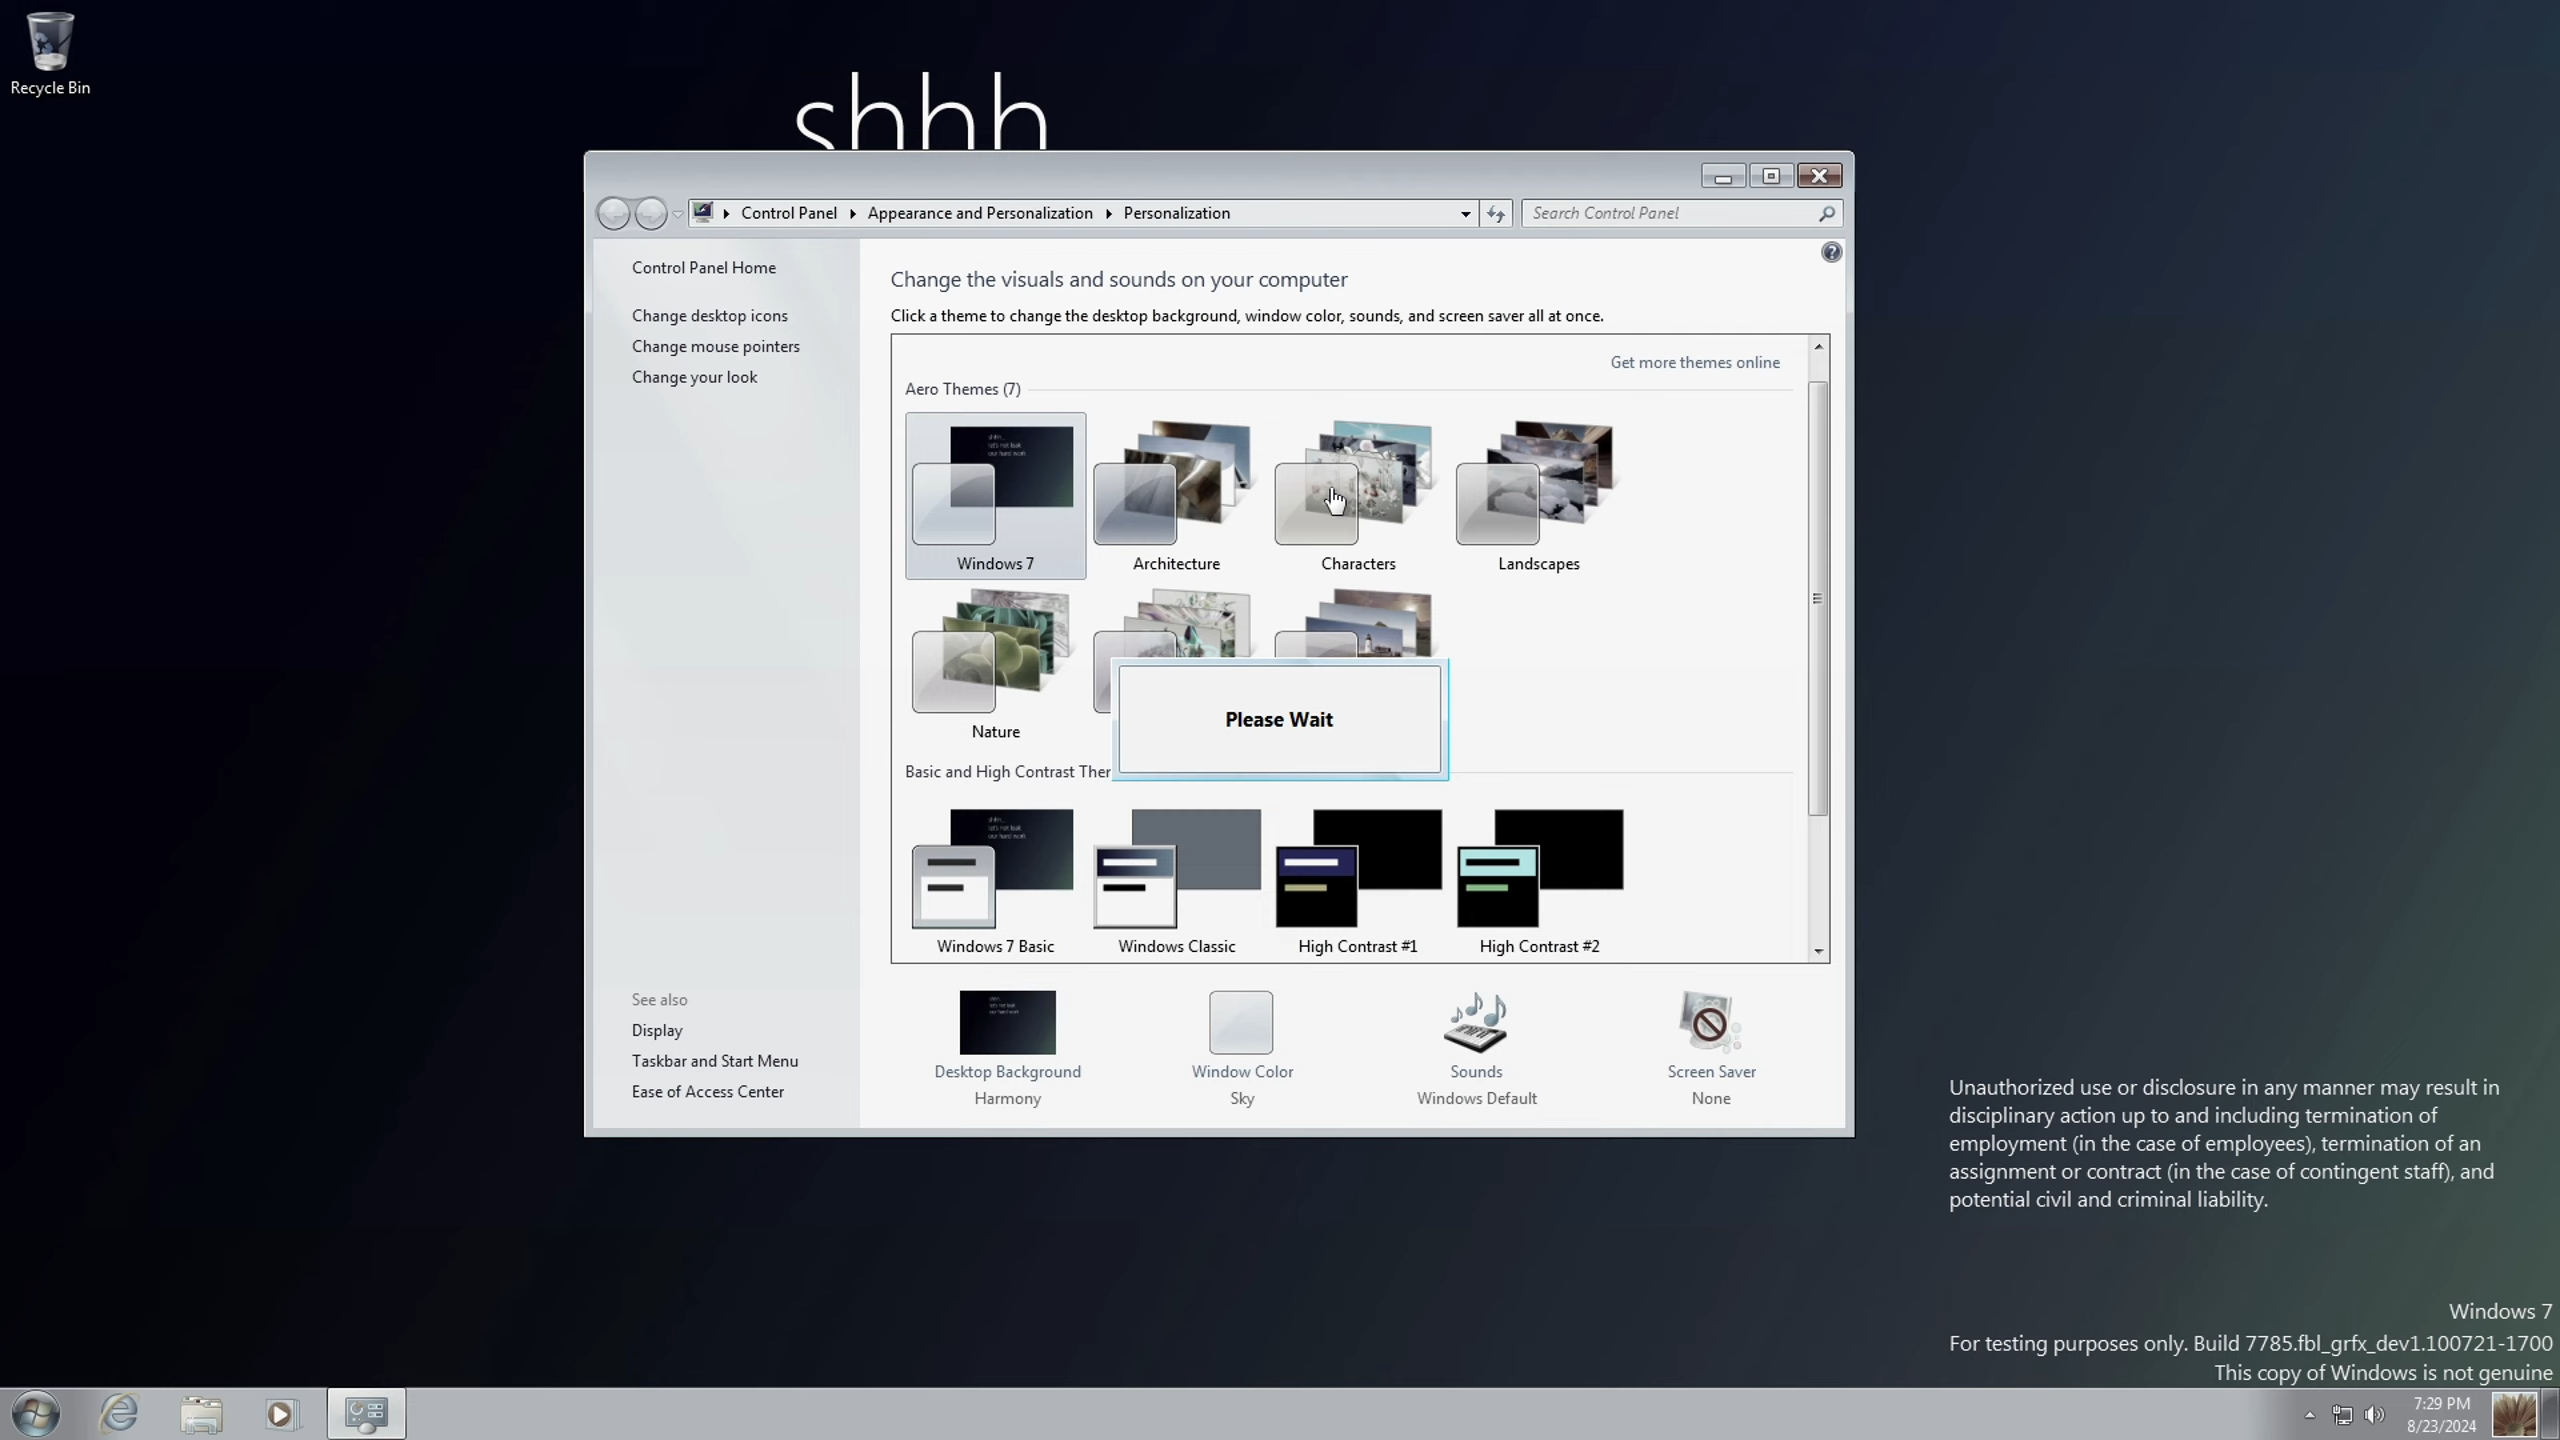 Recycle Bin
shhh
Control Panel
Appearance and Personalization
Personalization
Search Control Panel
Control Panel Home
Change desktop icons
Change mouse pointers
Change your look
See also
Display
Taskbar and Start Menu
Ease of Access Center
Change the visuals and sounds on your computer
Click a theme to change the desktop background, window color, sounds, and screen saver all at once.
Get more themes online
Aero Themes (7)
Windows 7
Architecture
Characters
Landscapes
Nature
Please Wait
Basic and High Contrast Ther
Windows 7 Basic
Windows Classic
High Contrast #1
High Contrast #2
Desktop Background
Harmony
Window Color
Sky
Sounds
Windows Default
Screen Saver
None
Unauthorized use or disclosure in any manner may result in
disciplinary action up to and including termination of
employment (in the case of employees), termination of an
assignment or contract (in the case of contingent staff), and
potential civil and criminal liability.
Windows 7
For testing purposes only. Build 7785.fbl_grfx_dev1.100721-1700
This copy of Windows is not genuine
7:29 PM
8/23/2024